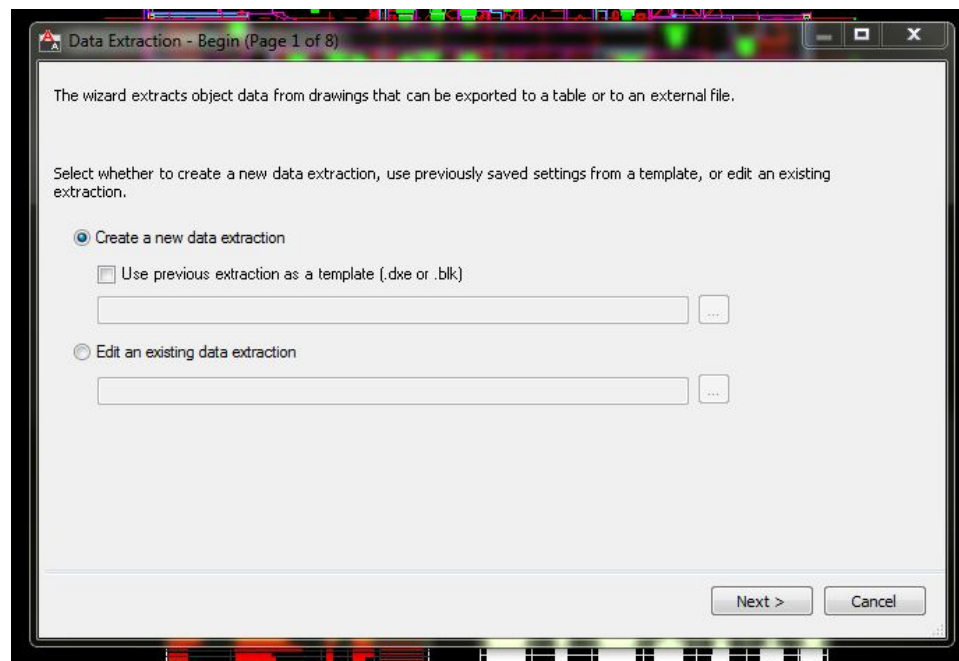 Data Extraction - Begin (Page 1 of 8)
The wizard extracts object data from drawings that can be exported to a table or to an external file.
Select whether to create a new data extraction, use previously saved settings from a template, or edit an existing
extraction.
Create a new data extraction
Use previous extraction as a template (.dxe or .blk)
...
Edit an existing data extraction
...
Next >
Cancel